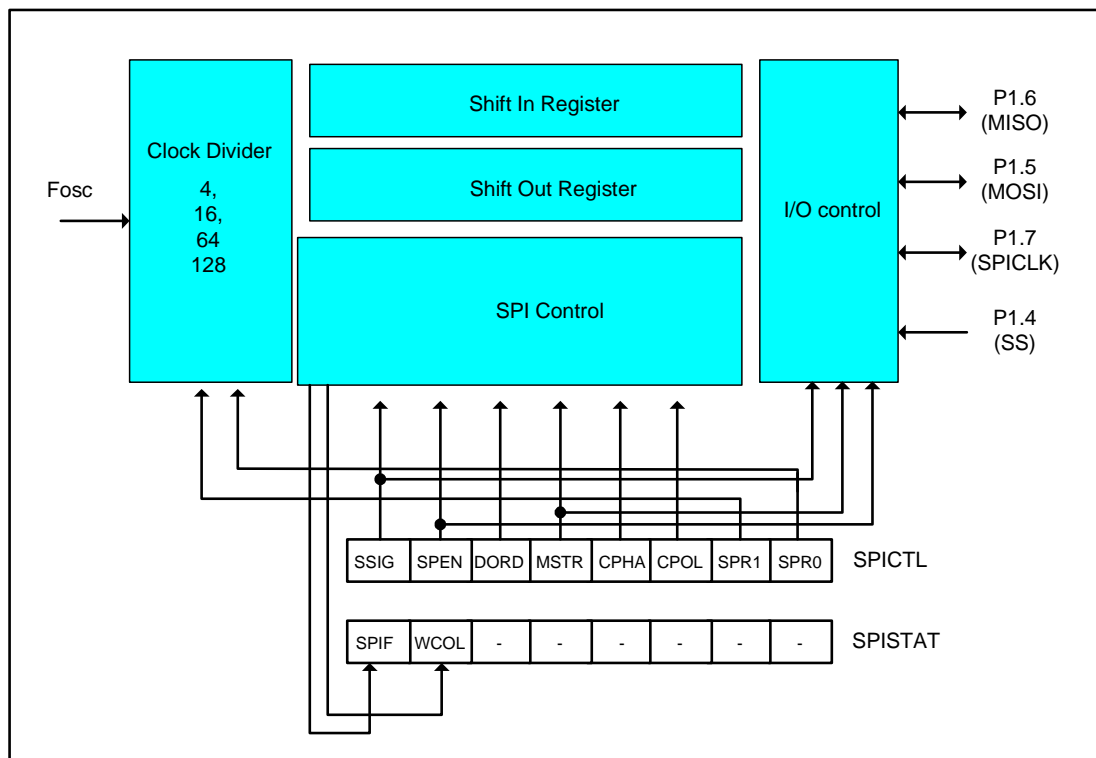 Shift In Register
Clock Divider
4,
16,
64
128
Fosc
Shift Out Register
SPI Control
I/O control
P1.6
(MISO)
P1.5
(MOSI)
P1.7
(SPICLK)
P1.4
(SS)
SSIG SPEN DORD MSTR CPHA CPOL SPR1 SPR0 SPICTL
SPIF WCOL - - - - - - SPISTAT